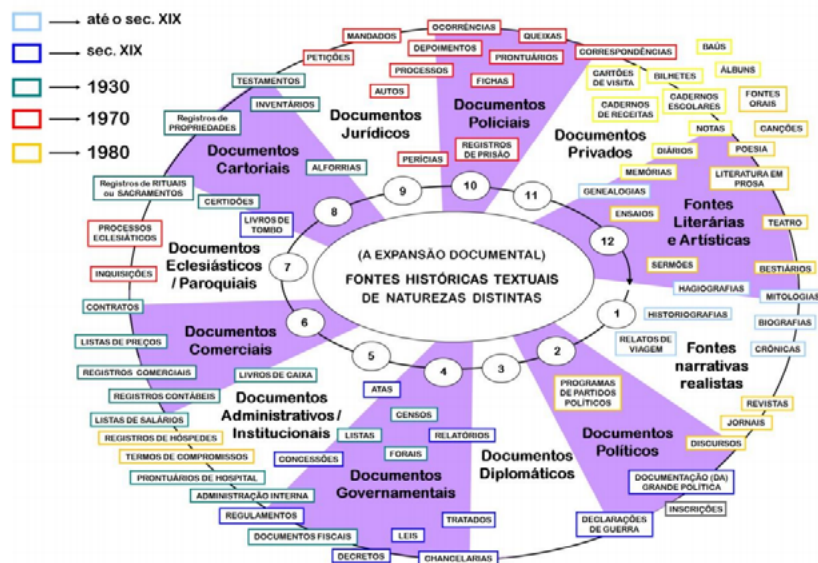 até o sec. XIX
sec. XIX
1930
1970
1980
(A EXPANSÃO DOCUMENTAL)
FONTES HISTÓRICAS TEXTUAIS
DE NATUREZAS DISTINTAS
1
2
3
4
5
6
7
8
9
10
11
12
Fontes
narrativas
realistas
HAGIOGRAFIAS
MITOLOGIAS
HISTORIOGRAFIAS
BIOGRAFIAS
RELATOS DE
VIAGEM
CRÔNICAS
REVISTAS
JORNAIS
Documentos
Políticos
PROGRAMAS
DE PARTIDOS
POLÍTICOS
DISCURSOS
DOCUMENTAÇÃO (DA)
GRANDE POLÍTICA
INSCRIÇÕES
DECLARAÇÕES
DE GUERRA
Documentos
Diplomáticos
RELATÓRIOS
TRATADOS
CHANCELARIAS
Documentos
Governamentais
ATAS
CENSOS
LISTAS
FORAIS
CONCESSÕES
LEIS
DECRETOS
DOCUMENTOS FISCAIS
REGULAMENTOS
Documentos
Administrativos /
Institucionais
LIVROS DE CAIXA
ADMINISTRAÇÃO INTERNA
PRONTUÁRIOS DE HOSPITAL
TERMOS DE COMPROMISSOS
REGISTROS DE HÓSPEDES
LISTAS DE SALÁRIOS
Documentos
Comerciais
REGISTROS CONTÁBEIS
REGISTROS COMERCIAIS
LISTAS DE PREÇOS
CONTRATOS
Documentos
Eclesiásticos
/ Paroquiais
INQUISIÇÕES
PROCESSOS
ECLESIÁTICOS
Registros de RITUAIS
ou SACRAMENTOS
CERTIDÕES
LIVROS DE
TOMBO
Documentos
Cartoriais
Registros de
PROPRIEDADES
ALFORRIAS
INVENTÁRIOS
TESTAMENTOS
Documentos
Jurídicos
PETIÇÕES
MANDADOS
AUTOS
PROCESSOS
DEPOIMENTOS
PERÍCIAS
Documentos
Policiais
OCORRÊNCIAS
QUEIXAS
PRONTUÁRIOS
FICHAS
REGISTROS
DE PRISÃO
Documentos
Privados
CORRESPONDÊNCIAS
CARTÕES
DE VISITA
BILHETES
BAÚS
ÁLBUNS
CADERNOS
DE RECEITAS
CADERNOS
ESCOLARES
NOTAS
DIÁRIOS
MEMÓRIAS
GENEALOGIAS
Fontes
Literárias
e Artísticas
FONTES
ORAIS
CANÇÕES
POESIA
LITERATURA EM
PROSA
TEATRO
ENSAIOS
SERMÕES
BESTIÁRIOS